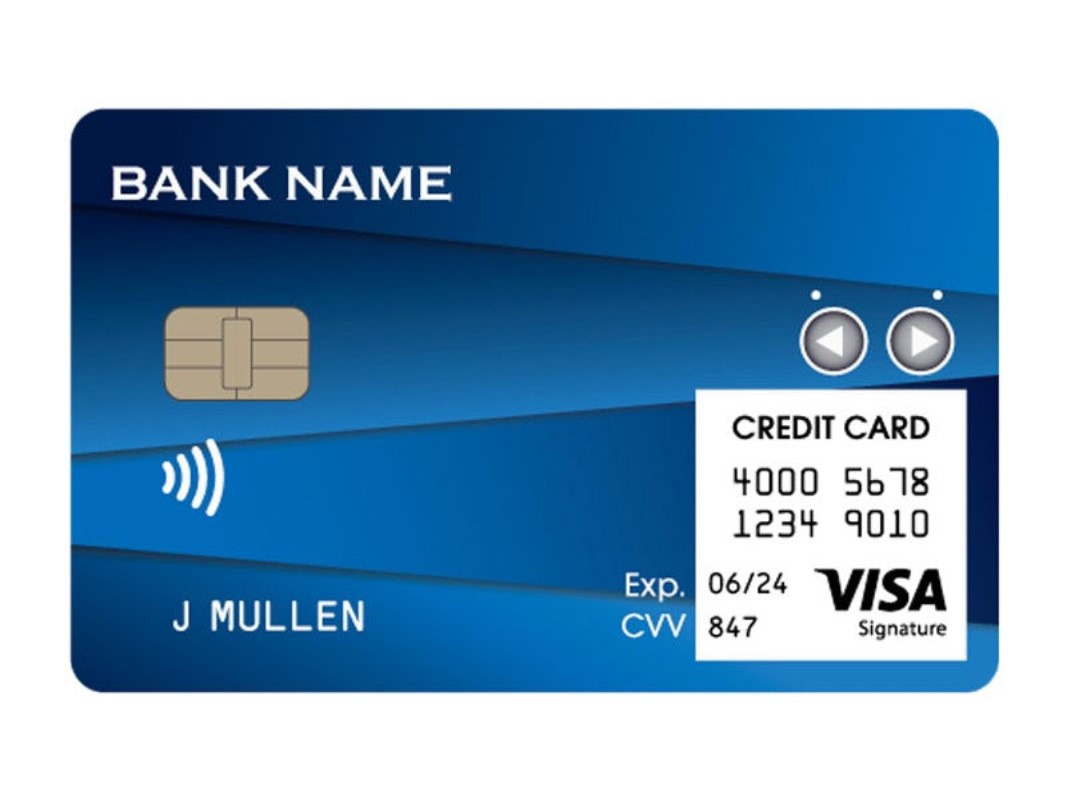 BANK NAME
CREDIT CARD
4000 5678
1234 9010
Exp. 06/24
CVV 847
VISA
Signature
J MULLEN